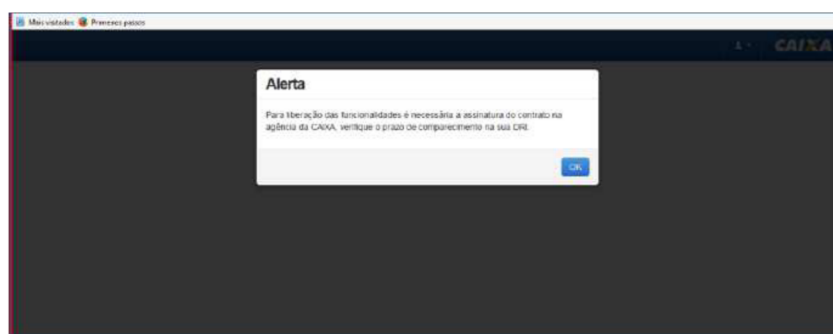 Mais visitados Primeiros passos
CAIXA
Alerta
Para liberação das funcionalidades é necessária a assinatura do contrato na
agência da CAIXA, verifique o prazo de comparecimento na sua DRI.
OK